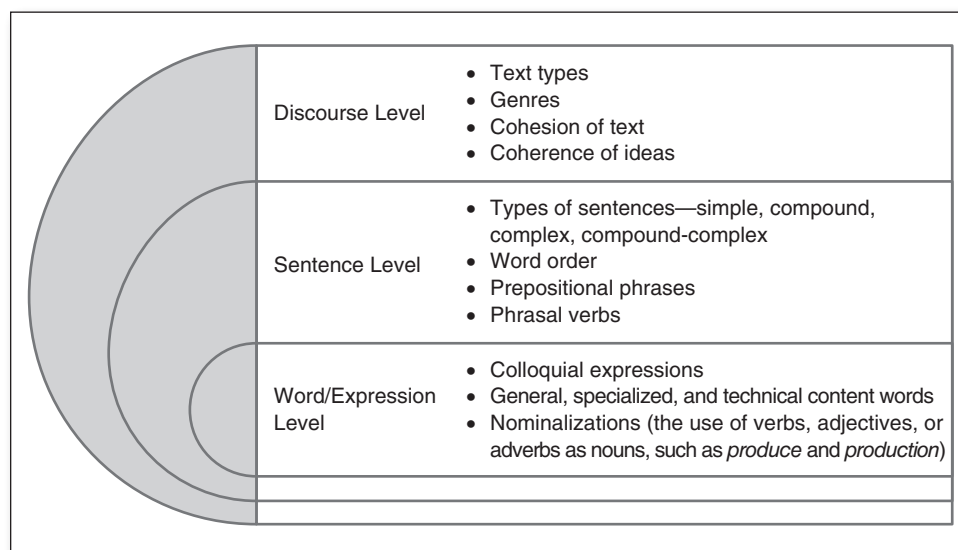 Discourse Level
• Text types
• Genres
• Cohesion of text
• Coherence of ideas
Sentence Level
• Types of sentences—simple, compound,
complex, compound-complex
• Word order
• Prepositional phrases
• Phrasal verbs
Word/Expression
Level
• Colloquial expressions
• General, specialized, and technical content words
• Nominalizations (the use of verbs, adjectives, or
adverbs as nouns, such as produce and production)